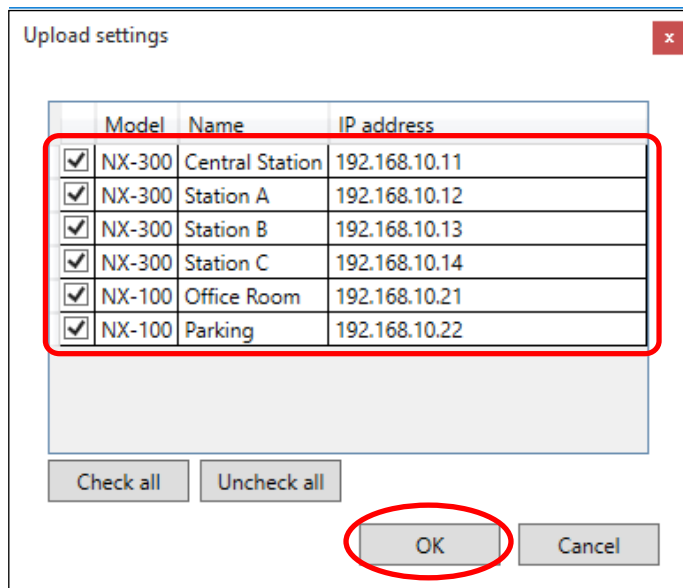 Upload settings
x
Model Name IP address
NX-300 Central Station 192.168.10.11
NX-300 Station A 192.168.10.12
NX-300 Station B 192.168.10.13
NX-300 Station C 192.168.10.14
NX-100 Office Room 192.168.10.21
NX-100 Parking 192.168.10.22
Check all Uncheck all
OK Cancel